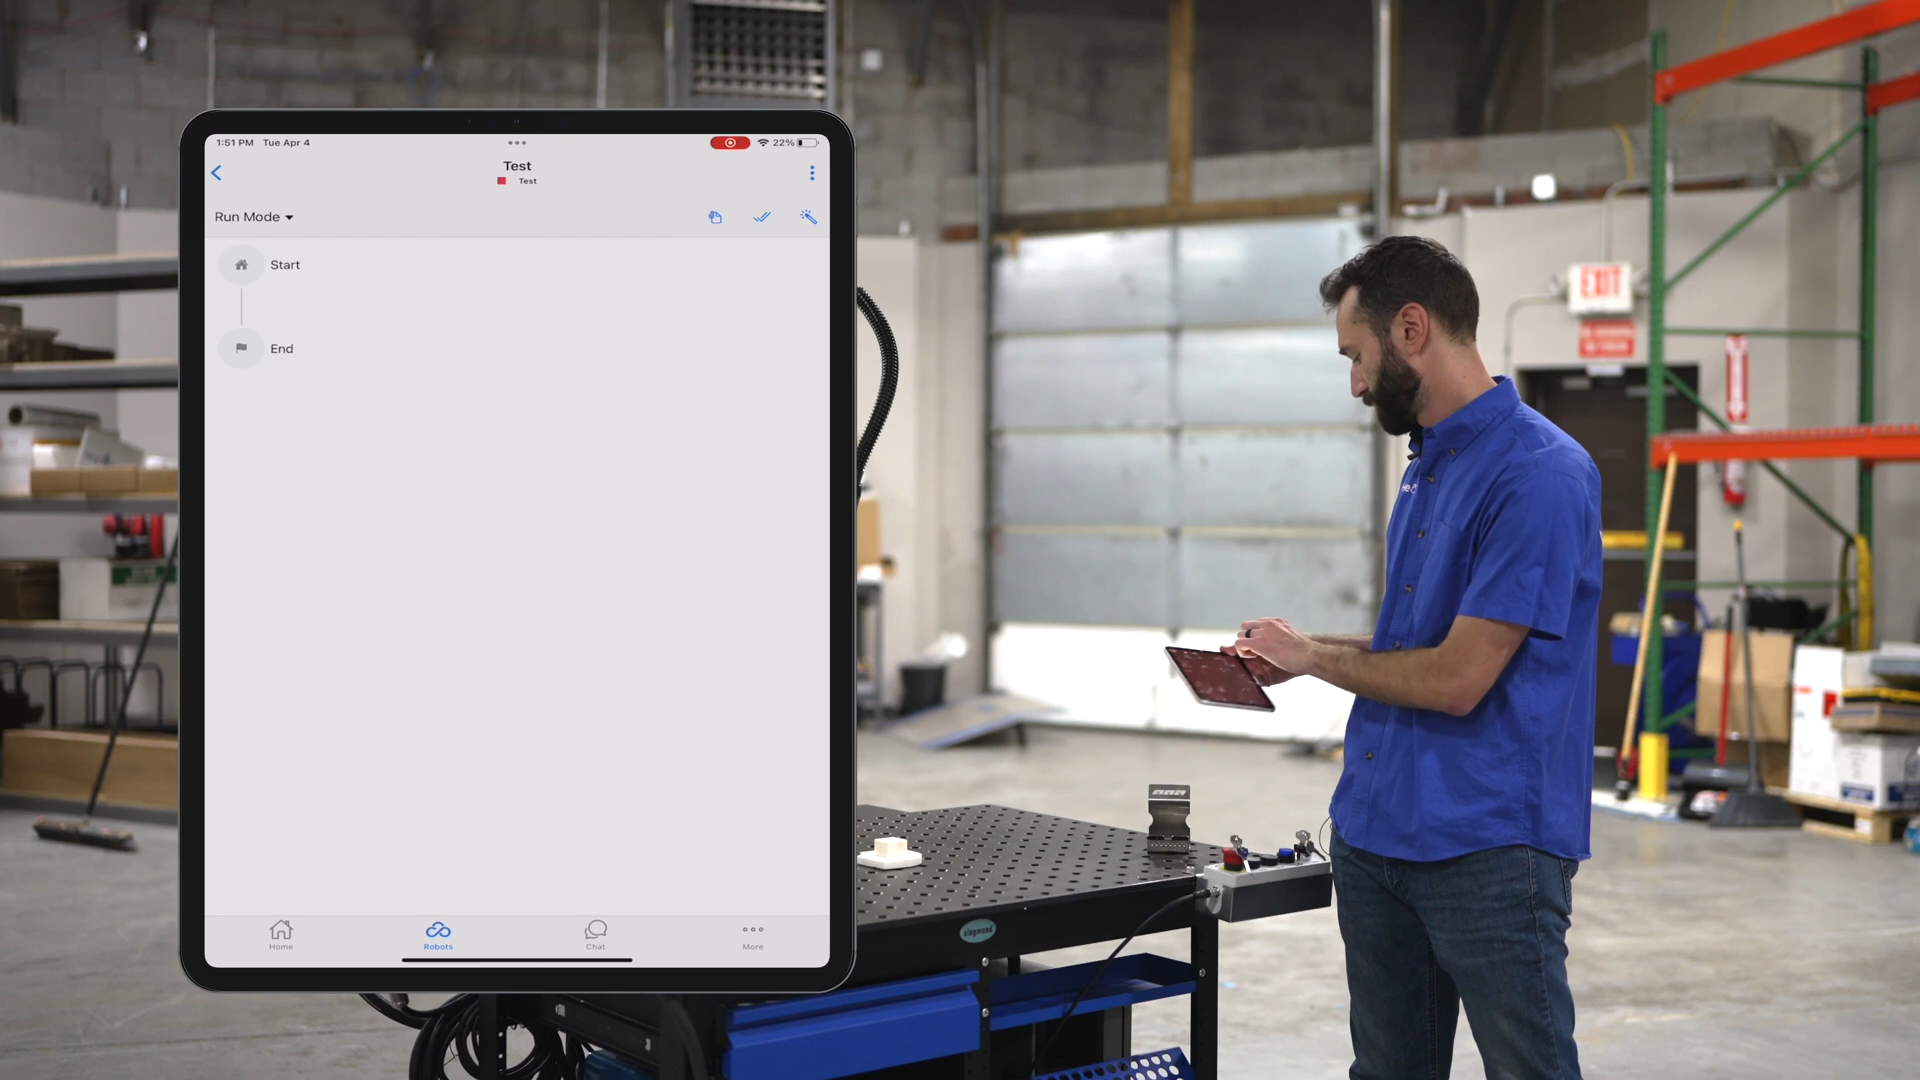 1:51 PM Tue Apr 4
22%
Test
Test
Run Mode
Start
End
Home
Robots
Chat
More
EXIT